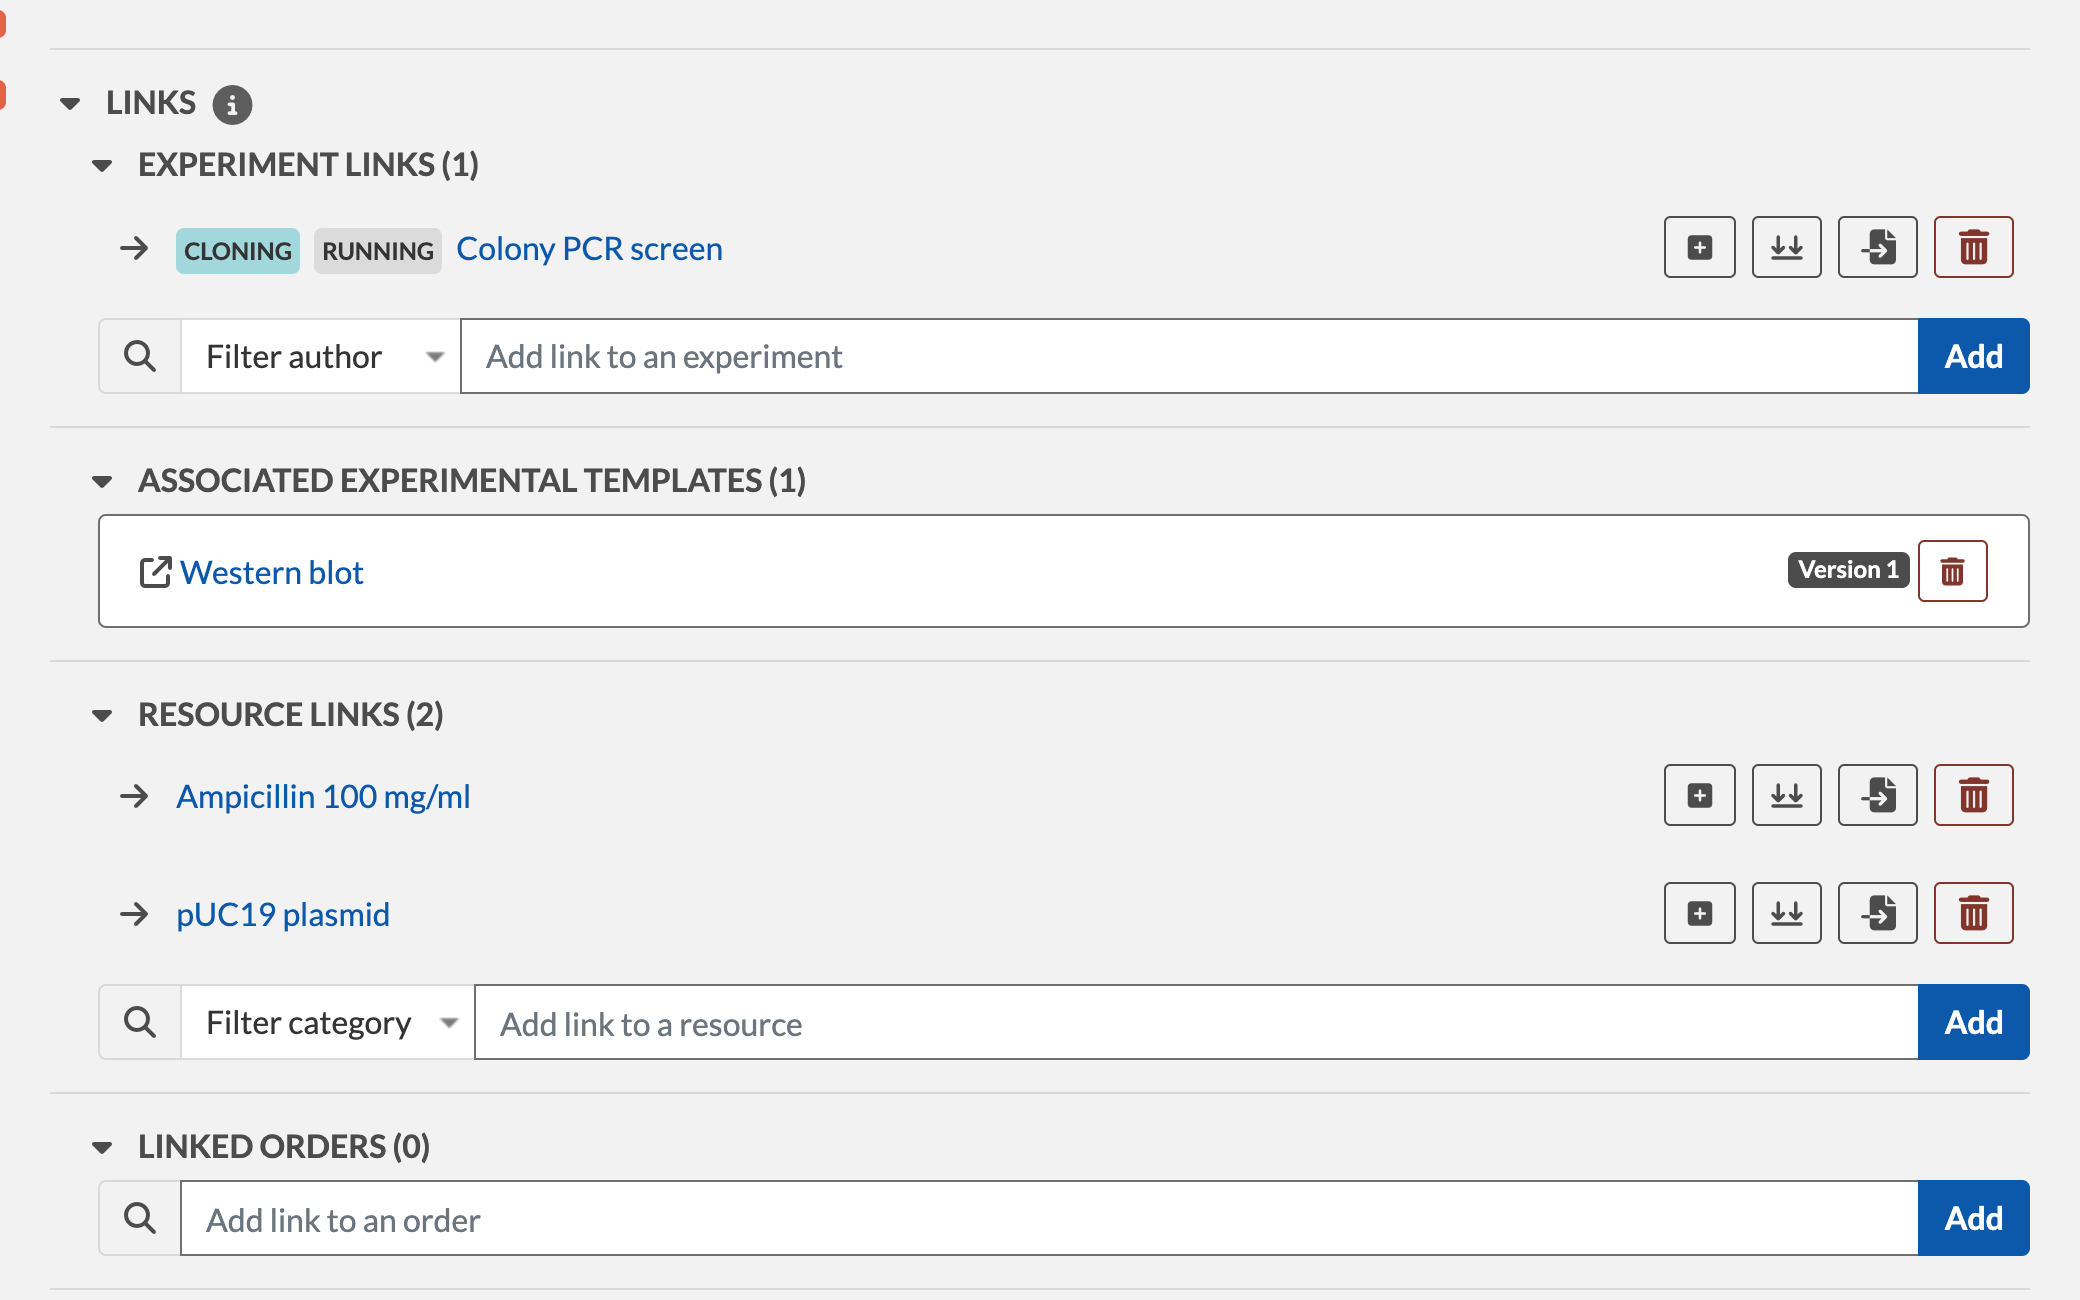 LINKS
EXPERIMENT LINKS (1)
CLONING RUNNING Colony PCR screen
Filter author Add link to an experiment Add
ASSOCIATED EXPERIMENTAL TEMPLATES (1)
Western blot Version 1
RESOURCE LINKS (2)
Ampicillin 100 mg/ml
pUC19 plasmid
Filter category Add link to a resource Add
LINKED ORDERS (0)
Add link to an order Add